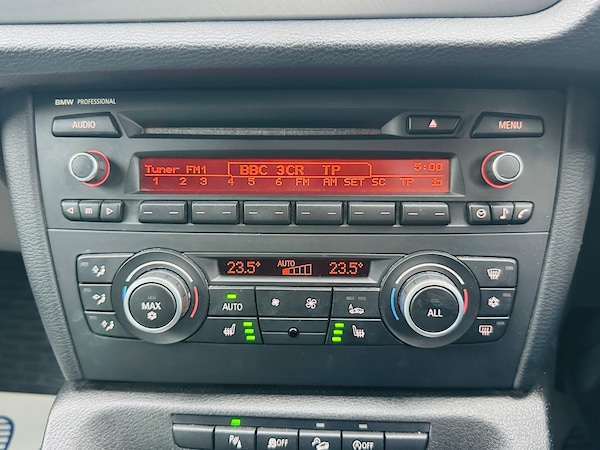 BMW PROFESSIONAL
AUDIO
MENU
Tuner FM1 BBC 3CR TP 5:00
1 2 3 4 5 6 FM AM SET SC TP
23.5° AUTO 23.5°
MAX
AUTO
ALL
OFF OFF